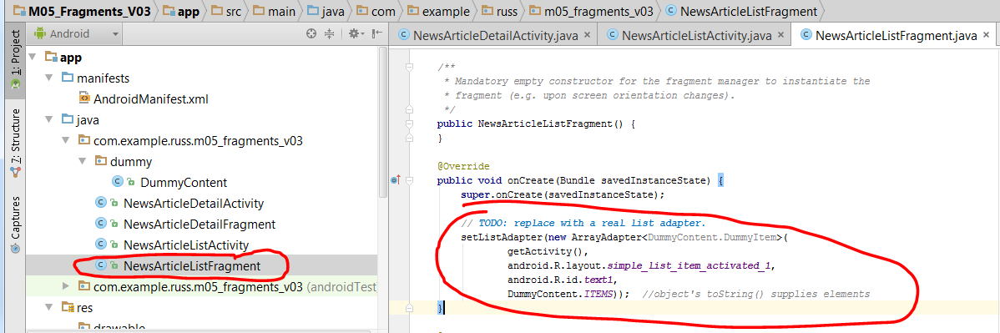 M05_Fragments_V03 app src main java com example russ m05_fragments_v03 NewsArticleListFragment
1: Project
7: Structure
Captures
Android
app
manifests
AndroidManifest.xml
java
com.example.russ.m05_fragments_v03
dummy
DummyContent
NewsArticleDetailActivity
NewsArticleDetailFragment
NewsArticleListActivity
NewsArticleListFragment
com.example.russ.m05_fragments_v03 (androidTest
res
drawable
NewsArticleDetailActivity.java × NewsArticleListActivity.java × NewsArticleListFragment.java ×
/**
* Mandatory empty constructor for the fragment manager to instantiate the
* fragment (e.g. upon screen orientation changes).
*/
public NewsArticleListFragment() {
}
@Override
public void onCreate(Bundle savedInstanceState) {
super.onCreate(savedInstanceState);
// TODO: replace with a real list adapter.
setListAdapter(new ArrayAdapter<DummyContent.DummyItem>(
getActivity(),
android.R.layout.simple_list_item_activated_1,
android.R.id.text1,
DummyContent.ITEMS)); //object's toString() supplies elements
}